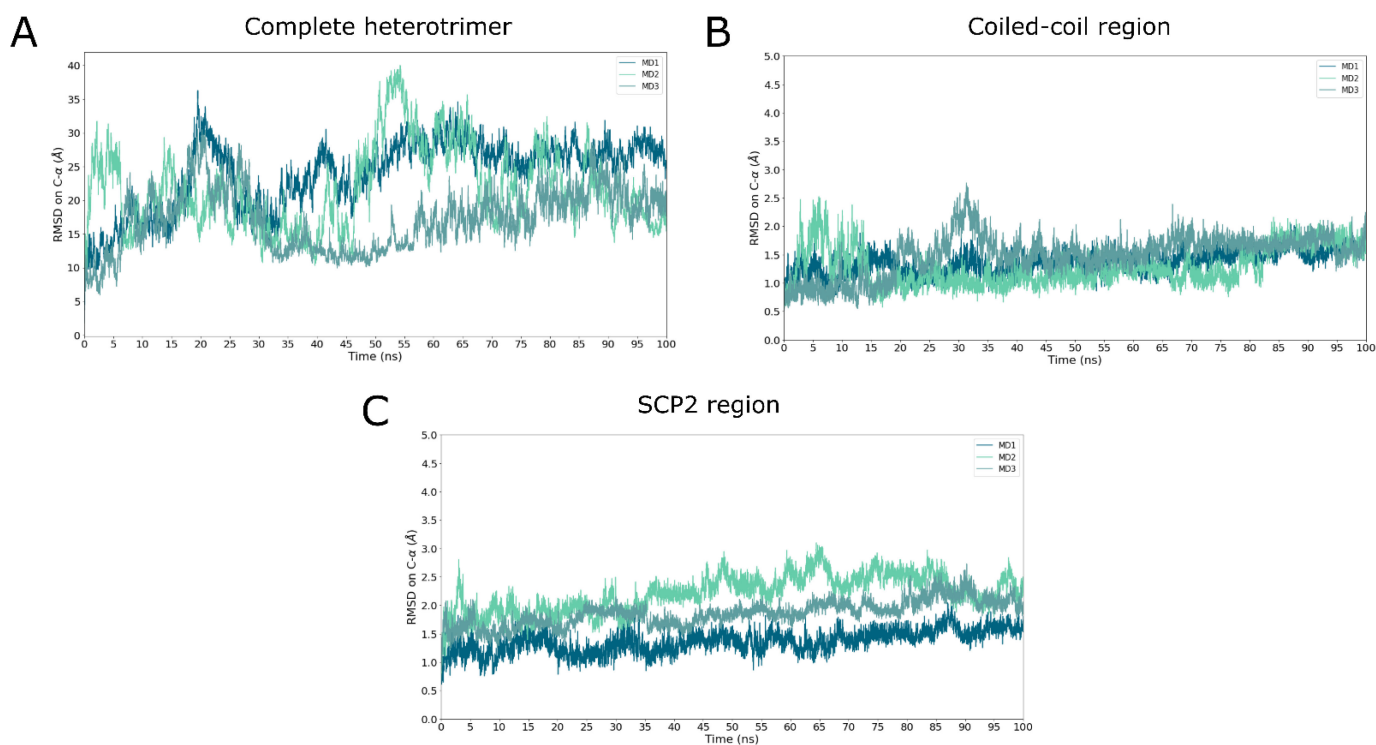 A
Complete heterotrimer
40
35
30
25
20
15
10
5
0
RMSD on C-α (Å)
MD1
MD2
MD3
0 5 10 15 20 25 30 35 40 45 50 55 60 65 70 75 80 85 90 95 100
Time (ns)
B
Coiled-coil region
5.0
4.5
4.0
3.5
3.0
2.5
2.0
1.5
1.0
0.5
0.0
RMSD on C-α (Å)
MD1
MD2
MD3
0 5 10 15 20 25 30 35 40 45 50 55 60 65 70 75 80 85 90 95 100
Time (ns)
C
SCP2 region
5.0
4.5
4.0
3.5
3.0
2.5
2.0
1.5
1.0
0.5
0.0
RMSD on C-α (Å)
MD1
MD2
MD3
0 5 10 15 20 25 30 35 40 45 50 55 60 65 70 75 80 85 90 95 100
Time (ns)